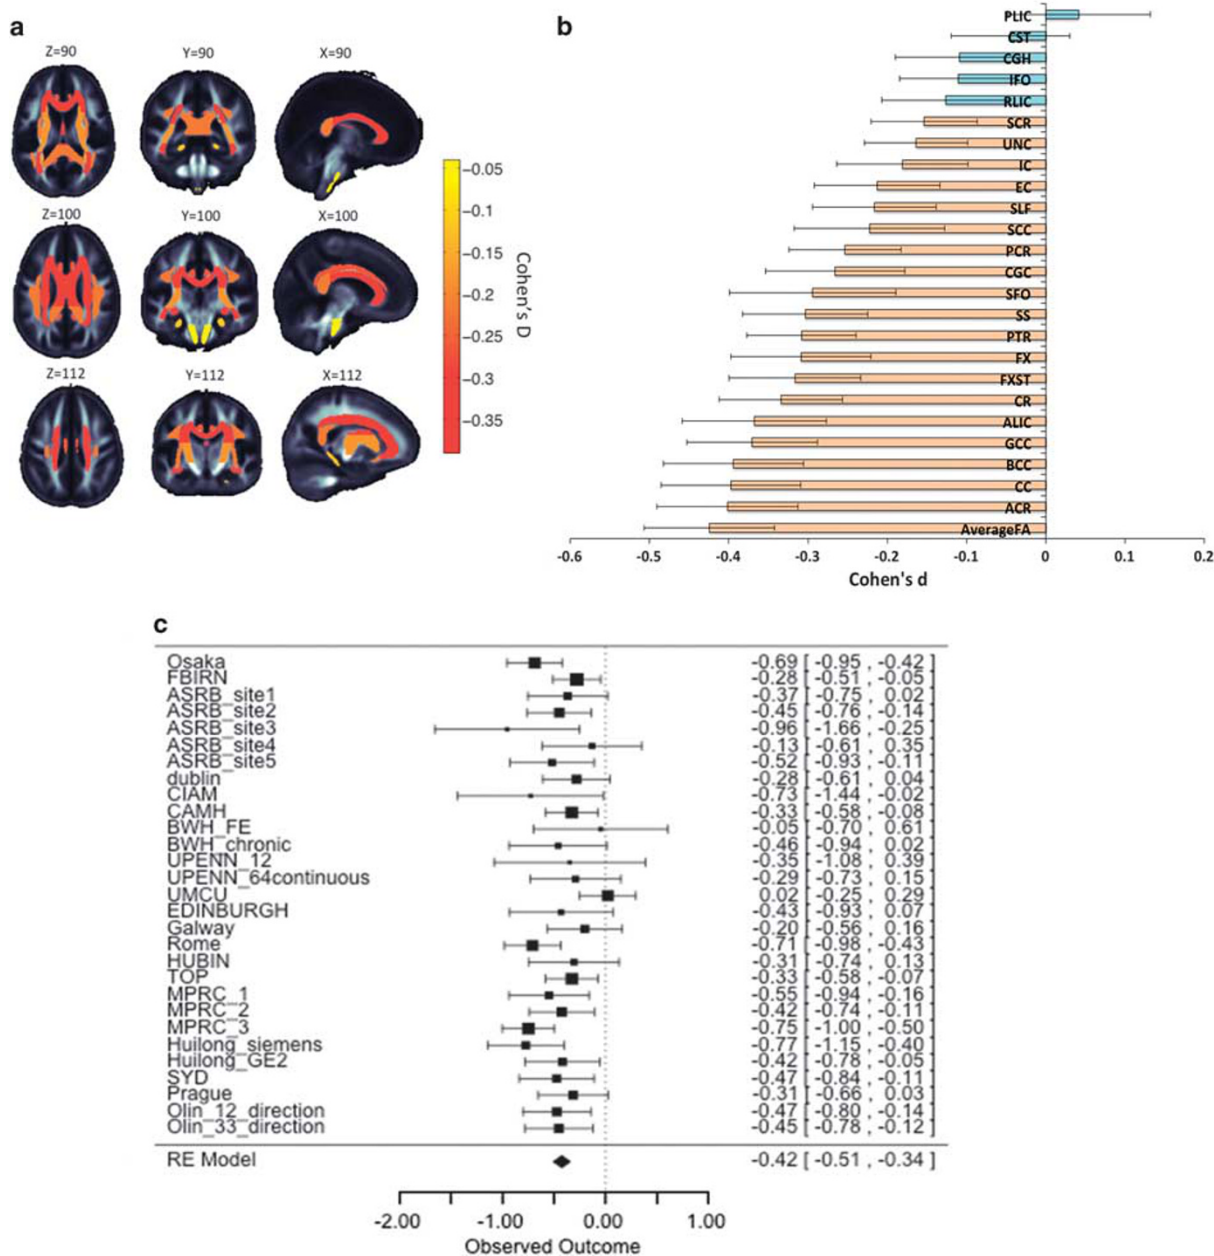 a
Z=90 Y=90 X=90
Z=100 Y=100 X=100
Z=112 Y=112 X=112
−0.05
−0.1
−0.15
−0.2
−0.25
−0.3
−0.35
Cohen's D
b
PLIC
CST
CGH
IFO
RLIC
SCR
UNC
IC
EC
SLF
SCC
PCR
CGC
SFO
SS
PTR
FX
FXST
CR
ALIC
GCC
BCC
CC
ACR
AverageFA
-0.6 -0.5 -0.4 -0.3 -0.2 -0.1 0 0.1 0.2
Cohen's d
c
Osaka -0.69 [ -0.95 , -0.42 ]
FBIRN -0.28 [ -0.51 , -0.05 ]
ASRB_site1 -0.37 [ -0.75 , 0.02 ]
ASRB_site2 -0.45 [ -0.76 , -0.14 ]
ASRB_site3 -0.96 [ -1.66 , -0.25 ]
ASRB_site4 -0.13 [ -0.61 , 0.35 ]
ASRB_site5 -0.52 [ -0.93 , -0.11 ]
dublin -0.28 [ -0.61 , 0.04 ]
CIAM -0.73 [ -1.44 , -0.02 ]
CAMH -0.33 [ -0.58 , -0.08 ]
BWH_FE -0.05 [ -0.70 , 0.61 ]
BWH_chronic -0.46 [ -0.94 , 0.02 ]
UPENN_12 -0.35 [ -1.08 , 0.39 ]
UPENN_64continuous -0.29 [ -0.73 , 0.15 ]
UMCU 0.02 [ -0.25 , 0.29 ]
EDINBURGH -0.43 [ -0.93 , 0.07 ]
Galway -0.20 [ -0.56 , 0.16 ]
Rome -0.71 [ -0.98 , -0.43 ]
HUBIN -0.31 [ -0.74 , 0.13 ]
TOP -0.33 [ -0.58 , -0.07 ]
MPRC_1 -0.55 [ -0.94 , -0.16 ]
MPRC_2 -0.42 [ -0.74 , -0.11 ]
MPRC_3 -0.75 [ -1.00 , -0.50 ]
Huilong_siemens -0.77 [ -1.15 , -0.40 ]
Huilong_GE2 -0.42 [ -0.78 , -0.05 ]
SYD -0.47 [ -0.84 , -0.11 ]
Prague -0.31 [ -0.66 , 0.03 ]
Olin_12_direction -0.47 [ -0.80 , -0.14 ]
Olin_33_direction -0.45 [ -0.78 , -0.12 ]
RE Model -0.42 [ -0.51 , -0.34 ]
-2.00 -1.00 0.00 1.00
Observed Outcome